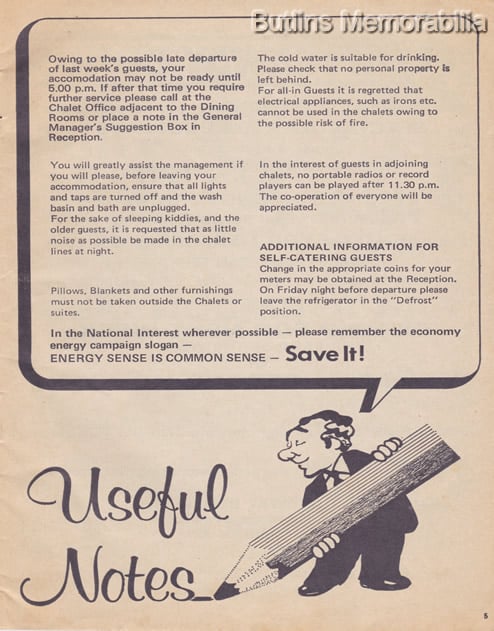 Butlins Memorabilia
Owing to the possible late departure
of last week's guests, your
accomodation may not be ready until
5.00 p.m. If after that time you require
further service please call at the
Chalet Office adjacent to the Dining
Rooms or place a note in the General
Manager's Suggestion Box in
Reception.
You will greatly assist the management if
you will please, before leaving your
accommodation, ensure that all lights
and taps are turned off and the wash
basin and bath are unplugged.
For the sake of sleeping kiddies, and the
older guests, it is requested that as little
noise as possible be made in the chalet
lines at night.
Pillows, Blankets and other furnishings
must not be taken outside the Chalets or
suites.
The cold water is suitable for drinking.
Please check that no personal property is
left behind.
For all-in Guests it is regretted that
electrical appliances, such as irons etc.
cannot be used in the chalets owing to
the possible risk of fire.
In the interest of guests in adjoining
chalets, no portable radios or record
players can be played after 11.30 p.m.
The co-operation of everyone will be
appreciated.
ADDITIONAL INFORMATION FOR
SELF-CATERING GUESTS
Change in the appropriate coins for your
meters may be obtained at the Reception.
On Friday night before departure please
leave the refrigerator in the "Defrost"
position.
In the National Interest wherever possible — please remember the economy
energy campaign slogan —
ENERGY SENSE IS COMMON SENSE — Save It!
Useful
Notes
5